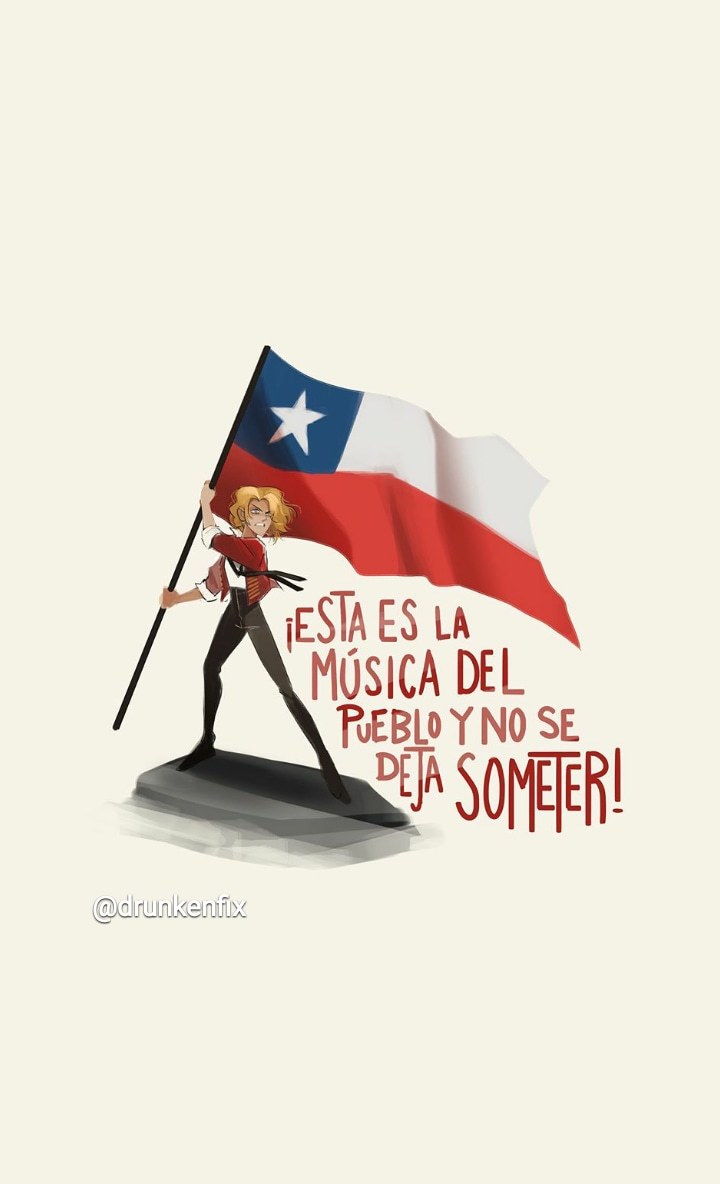 ¡ESTA ES LA
MÚSICA DEL
PUEBLO Y NO SE
DEJA SOMETER!
@drunkenfix